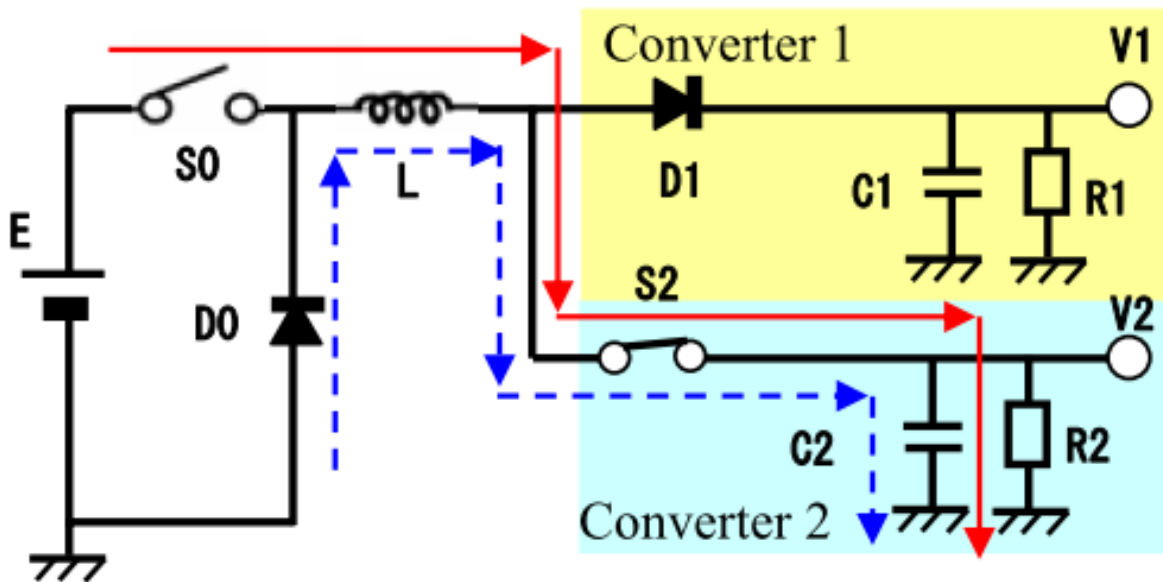 Converter 1
V1
S0
L
D1
C1
R1
E
S2
D0
V2
C2
R2
Converter 2